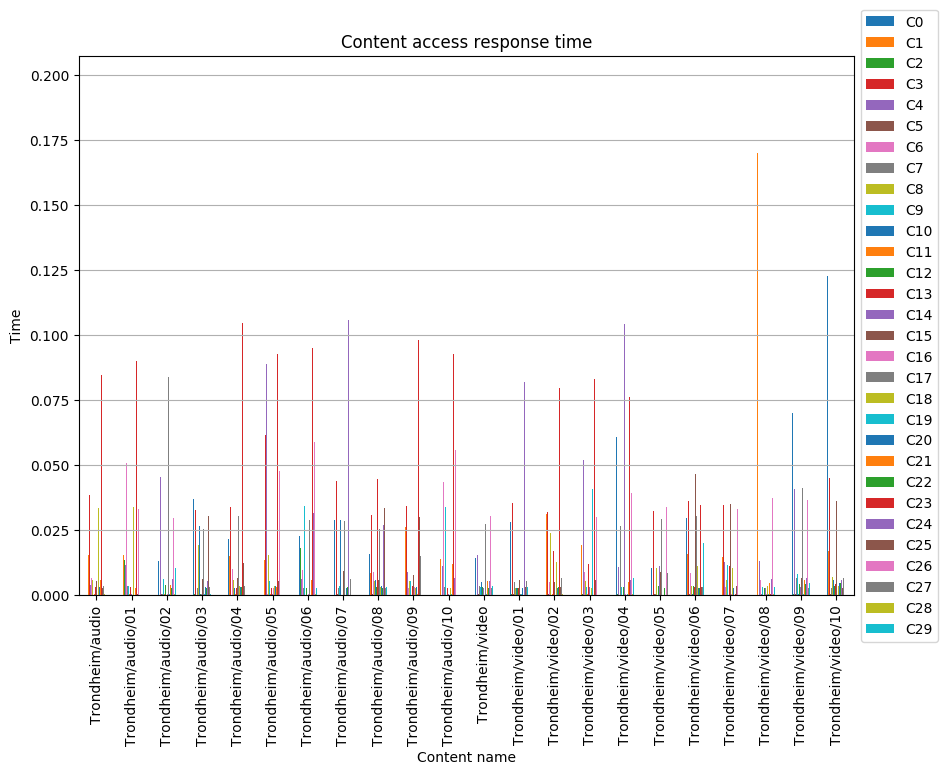 Content access response time
Time
0.200
0.175
0.150
0.125
0.100
0.075
0.050
0.025
0.000
Trondheim/audio
Trondheim/audio/01
Trondheim/audio/02
Trondheim/audio/03
Trondheim/audio/04
Trondheim/audio/05
Trondheim/audio/06
Trondheim/audio/07
Trondheim/audio/08
Trondheim/audio/09
Trondheim/audio/10
Trondheim/video
Trondheim/video/01
Trondheim/video/02
Trondheim/video/03
Trondheim/video/04
Trondheim/video/05
Trondheim/video/06
Trondheim/video/07
Trondheim/video/08
Trondheim/video/09
Trondheim/video/10
Content name
C0
C1
C2
C3
C4
C5
C6
C7
C8
C9
C10
C11
C12
C13
C14
C15
C16
C17
C18
C19
C20
C21
C22
C23
C24
C25
C26
C27
C28
C29